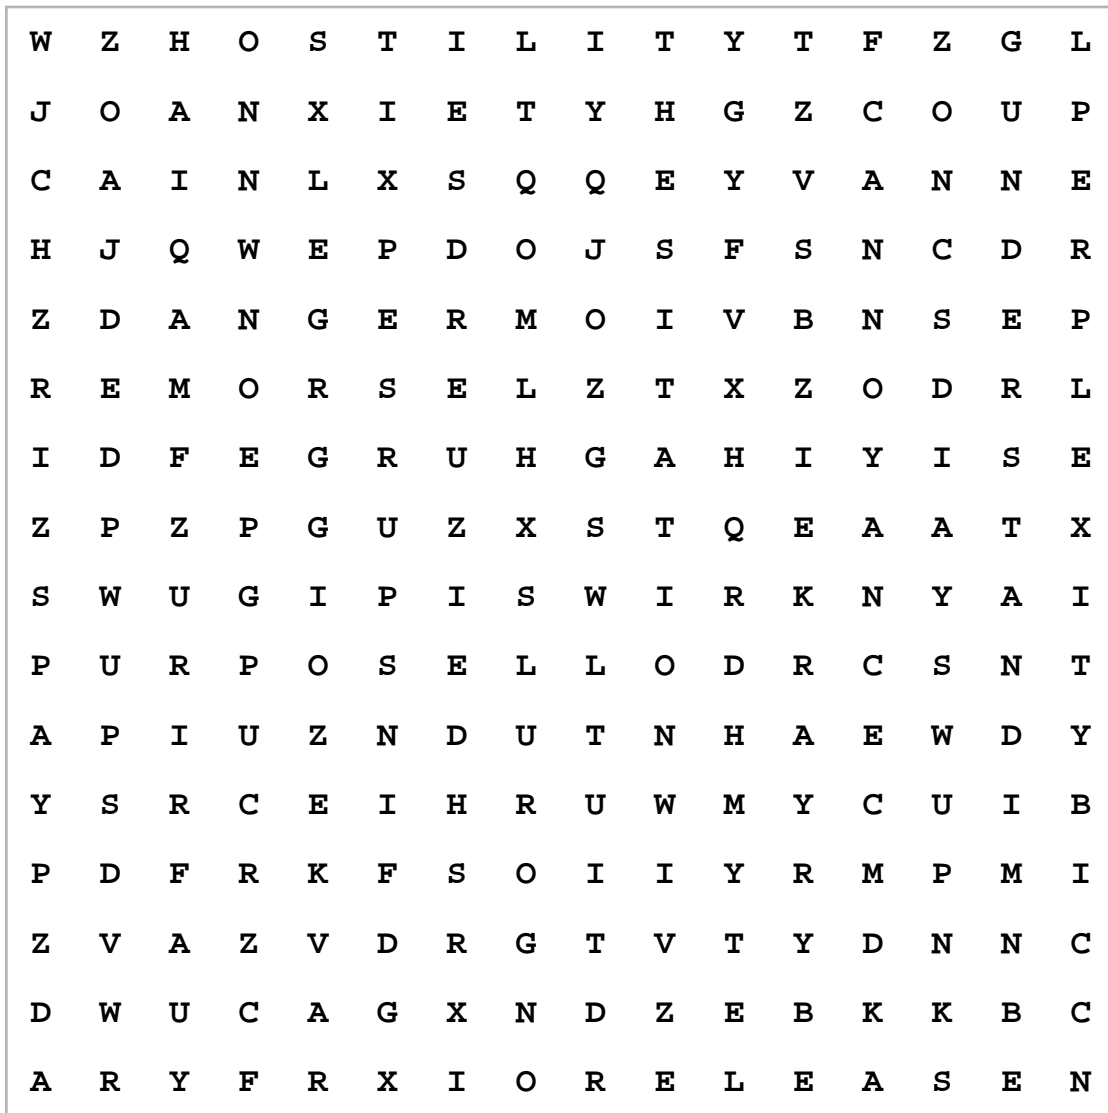 W Z H O S T I L I T Y T F Z G L
J O A N X I E T Y H G Z C O U P
C A I N L X S Q Q E Y V A N N E
H J Q W E P D O J S F S N C D R
Z D A N G E R M O I V B N S E P
R E M O R S E L Z T X Z O D R L
I D F E G R U H G A H I Y I S E
Z P Z P G U Z X S T Q E A A T X
S W U G I P I S W I R K N Y A I
P U R P O S E L L O D R C S N T
A P I U Z N D U T N H A E W D Y
Y S R C E I H R U W M Y C U I B
P D F R K F S O I I Y R M P M I
Z V A Z V D R G T V T Y D N N C
D W U C A G X N D Z E B K K B C
A R Y F R X I O R E L E A S E N